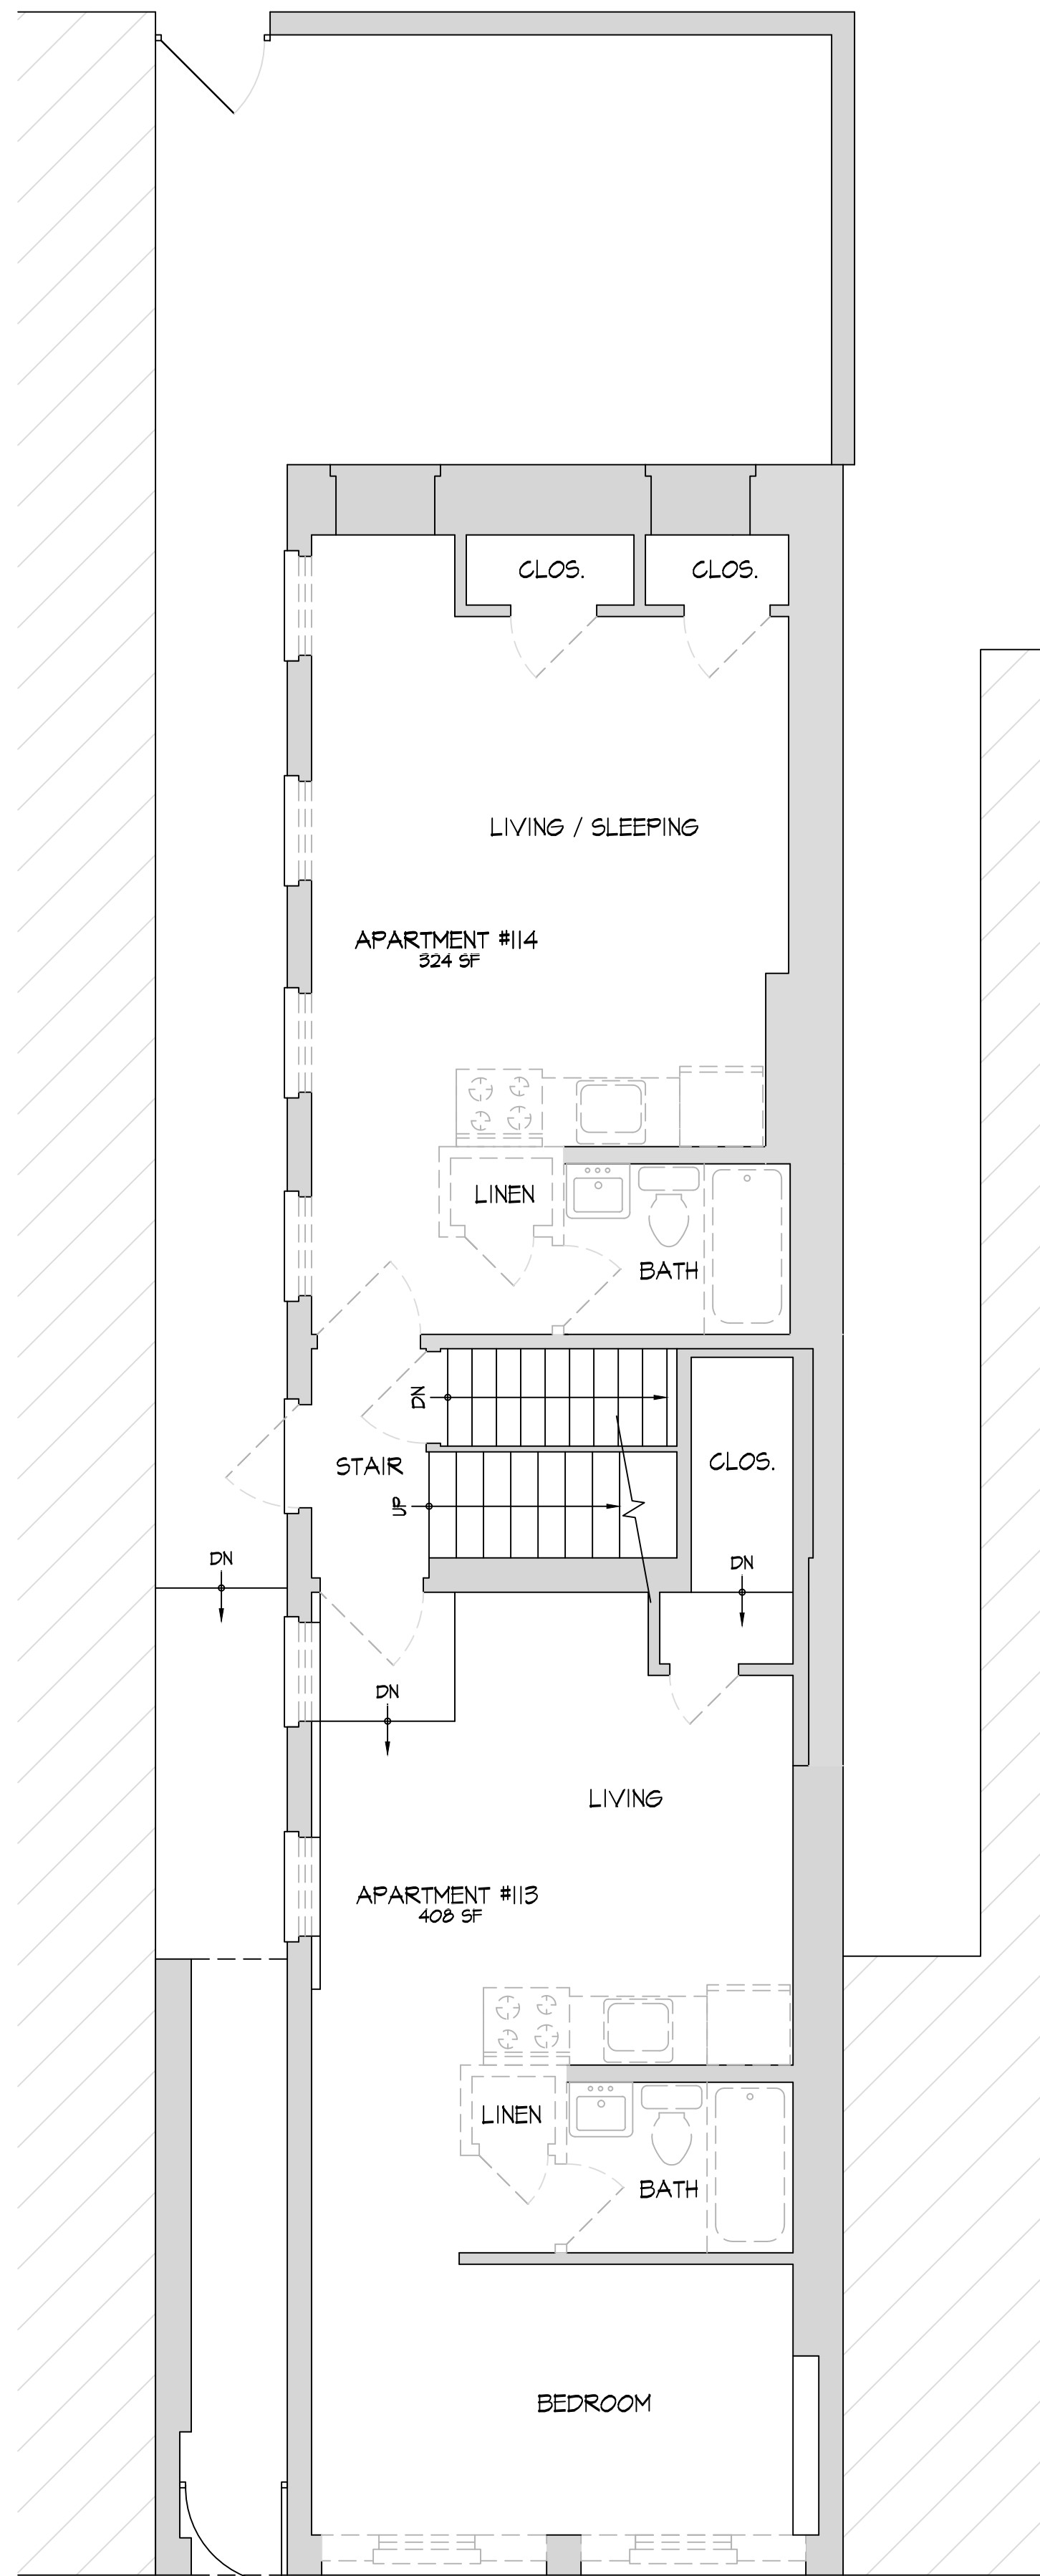 CLOS.
CLOS.
LIVING / SLEEPING
APARTMENT #114
324 SF
LINEN
BATH
DN
STAIR
CLOS.
UP
DN
DN
DN
LIVING
APARTMENT #113
408 SF
LINEN
BATH
BEDROOM